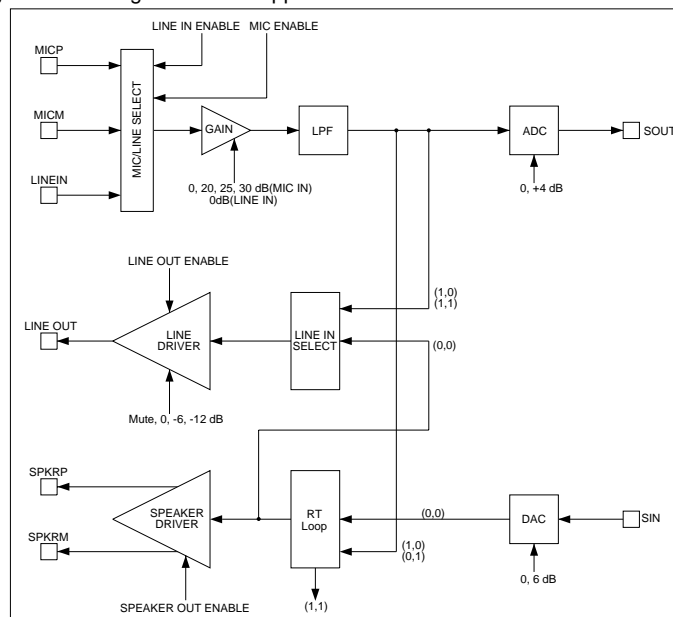 LINE IN ENABLE
MIC ENABLE
MICP
MICM
LINEIN
MIC/LINE SELECT
GAIN
LPF
ADC
SOUT
0, 20, 25, 30 dB(MIC IN)
0dB(LINE IN)
0, +4 dB
LINE OUT ENABLE
(1,0)
(1,1)
LINE OUT
LINE
DRIVER
LINE IN
SELECT
(0,0)
Mute, 0, -6, -12 dB
SPKRP
SPKRM
SPEAKER
DRIVER
RT
Loop
(0,0)
DAC
SIN
(1,0)
(0,1)
0, 6 dB
SPEAKER OUT ENABLE
(1,1)